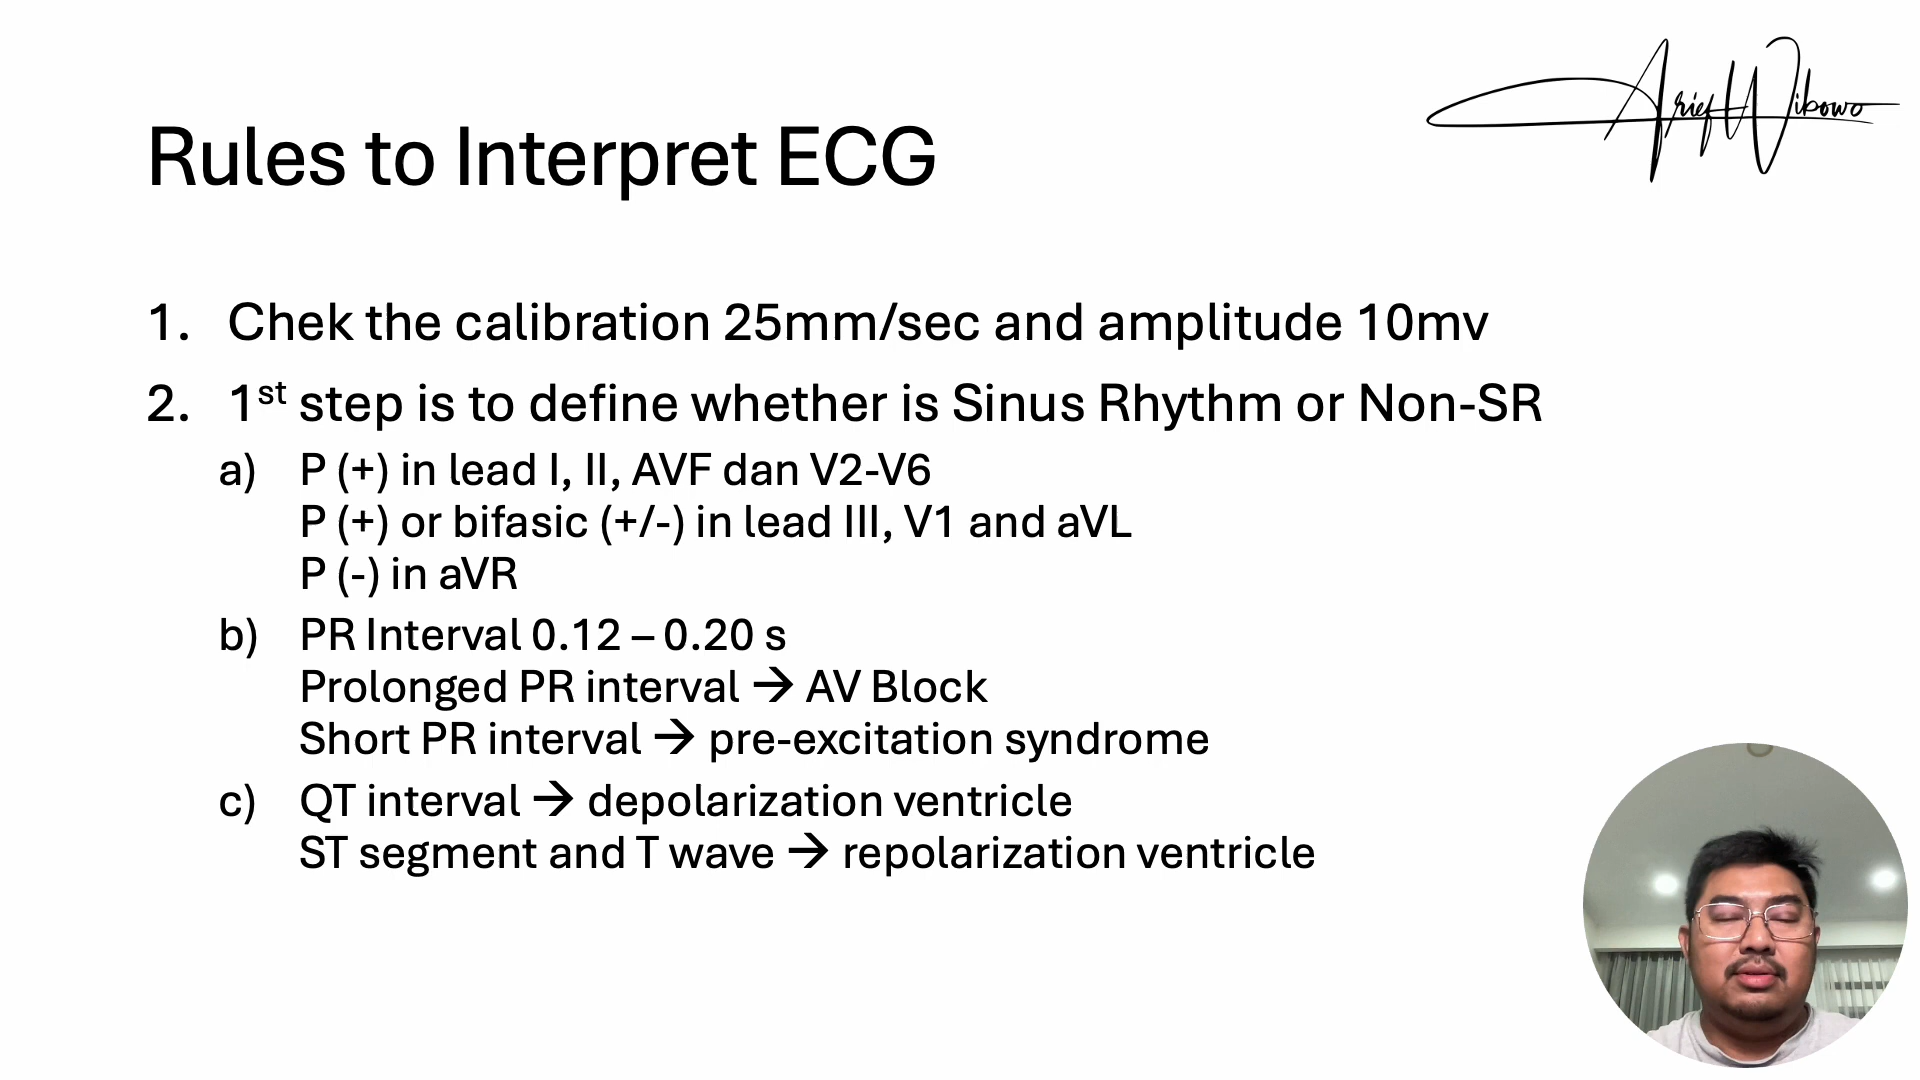 Arief Wibowo
Rules to Interpret ECG
1. Chek the calibration 25mm/sec and amplitude 10mv
2. 1st step is to define whether is Sinus Rhythm or Non-SR
a) P (+) in lead I, II, AVF dan V2-V6
P (+) or bifasic (+/-) in lead III, V1 and aVL
P (-) in aVR
b) PR Interval 0.12 – 0.20 s
Prolonged PR interval → AV Block
Short PR interval → pre-excitation syndrome
c) QT interval → depolarization ventricle
ST segment and T wave → repolarization ventricle